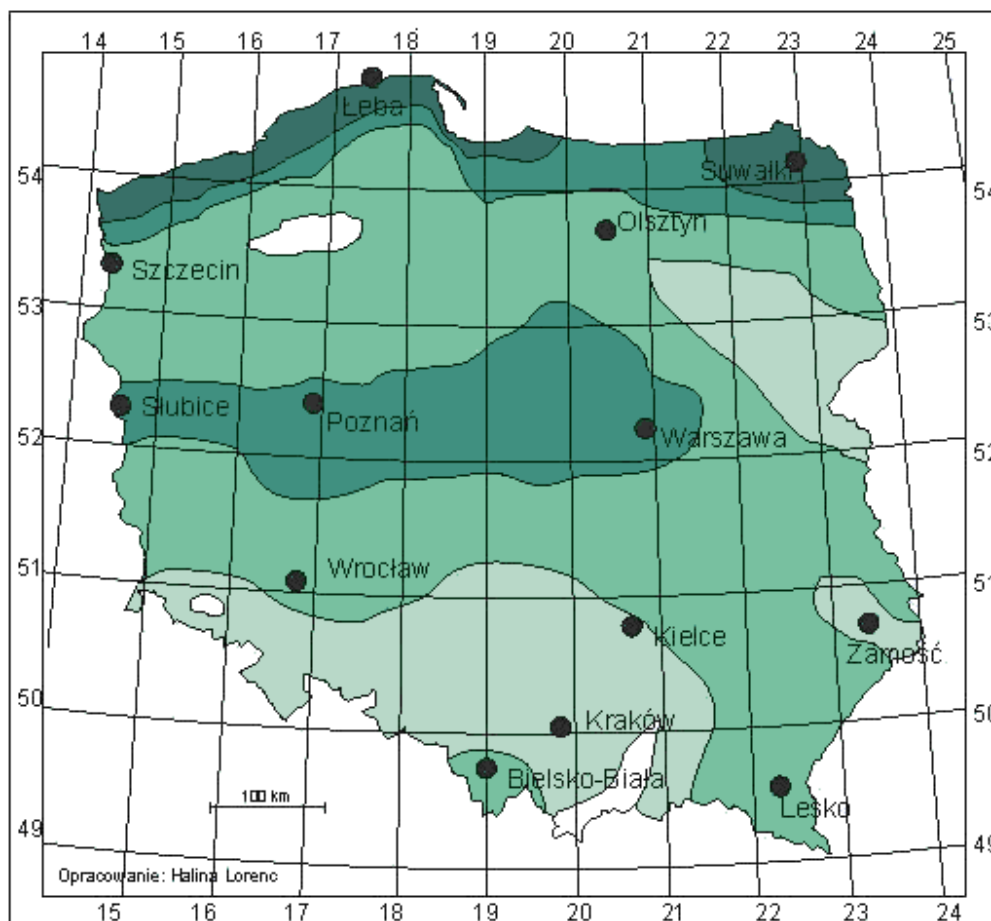 14 15 16 17 18 19 20 21 22 23 24 25
Łeba
54 Suwałki 54
Olsztyn
Szczecin
53 53
Słubice Poznań Warszawa
52 52
51 Wrocław 51
Kielce Zamość
50 Kraków 50
Bielsko-Biała Lesko
100 km
49 49
Opracowanie: Halina Lorenc
15 16 17 18 19 20 21 22 23 24